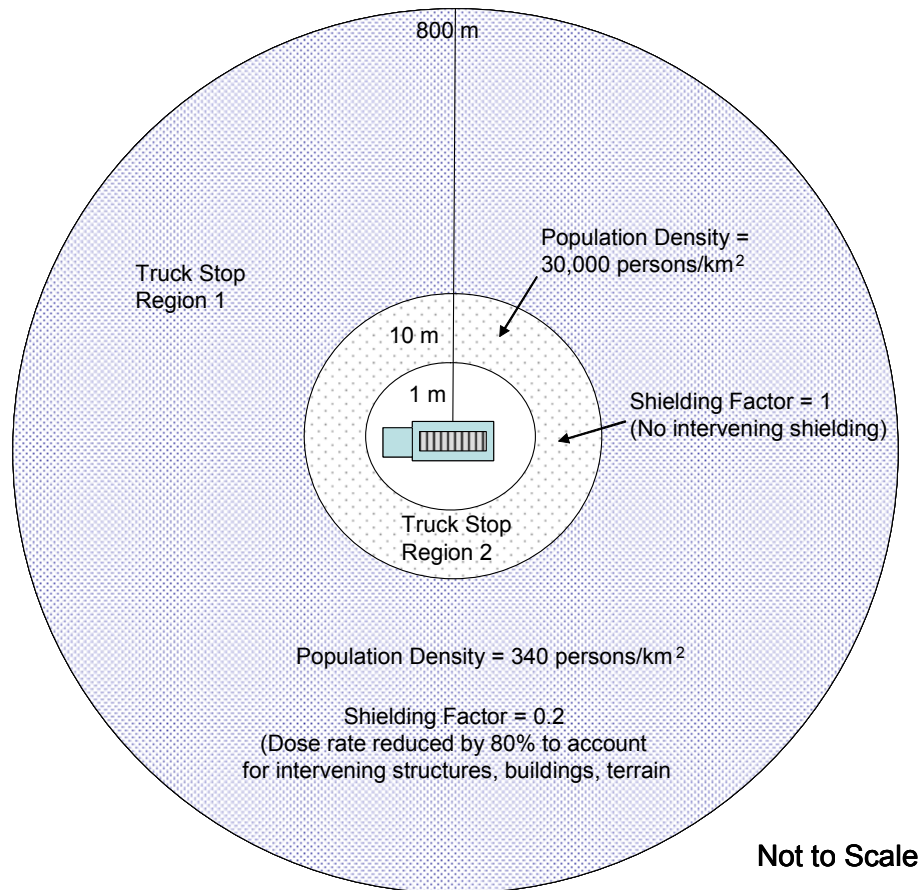 800 m
Population Density =
30,000 persons/km²
Truck Stop
Region 1
10 m
1 m
Shielding Factor = 1
(No intervening shielding)
Truck Stop
Region 2
Population Density = 340 persons/km²
Shielding Factor = 0.2
(Dose rate reduced by 80% to account
for intervening structures, buildings, terrain
Not to Scale